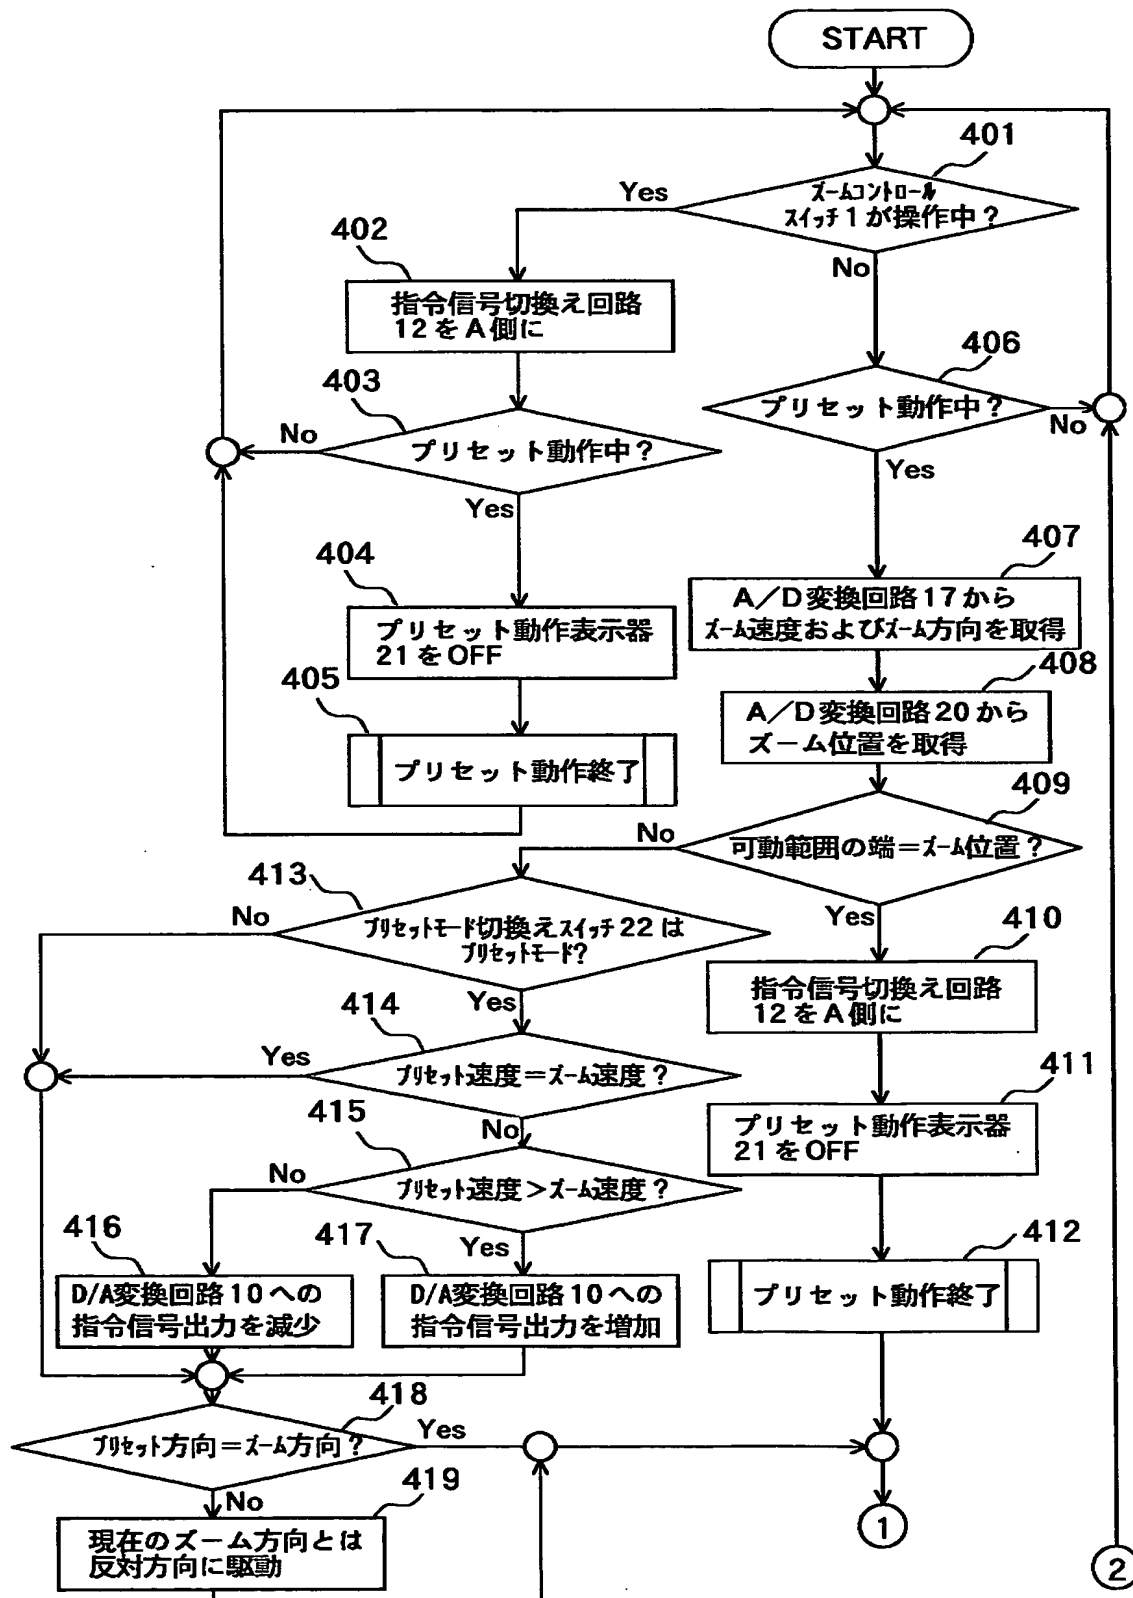 START
401
ズームコントロール
スイッチ1が操作中?
Yes
No
402
指令信号切換え回路
12をA側に
403
プリセット動作中?
No
Yes
404
プリセット動作表示器
21をOFF
405
プリセット動作終了
406
プリセット動作中?
No
Yes
407
A/D変換回路17から
ズーム速度およびズーム方向を取得
408
A/D変換回路20から
ズーム位置を取得
409
可動範囲の端=ズーム位置?
No
Yes
410
指令信号切換え回路
12をA側に
411
プリセット動作表示器
21をOFF
412
プリセット動作終了
413
プリセットモード切換えスイッチ22は
プリセットモード?
No
Yes
414
プリセット速度=ズーム速度?
Yes
No
415
プリセット速度>ズーム速度?
No
Yes
416
D/A変換回路10への
指令信号出力を減少
417
D/A変換回路10への
指令信号出力を増加
418
プリセット方向=ズーム方向?
Yes
No
419
現在のズーム方向とは
反対方向に駆動
1
2